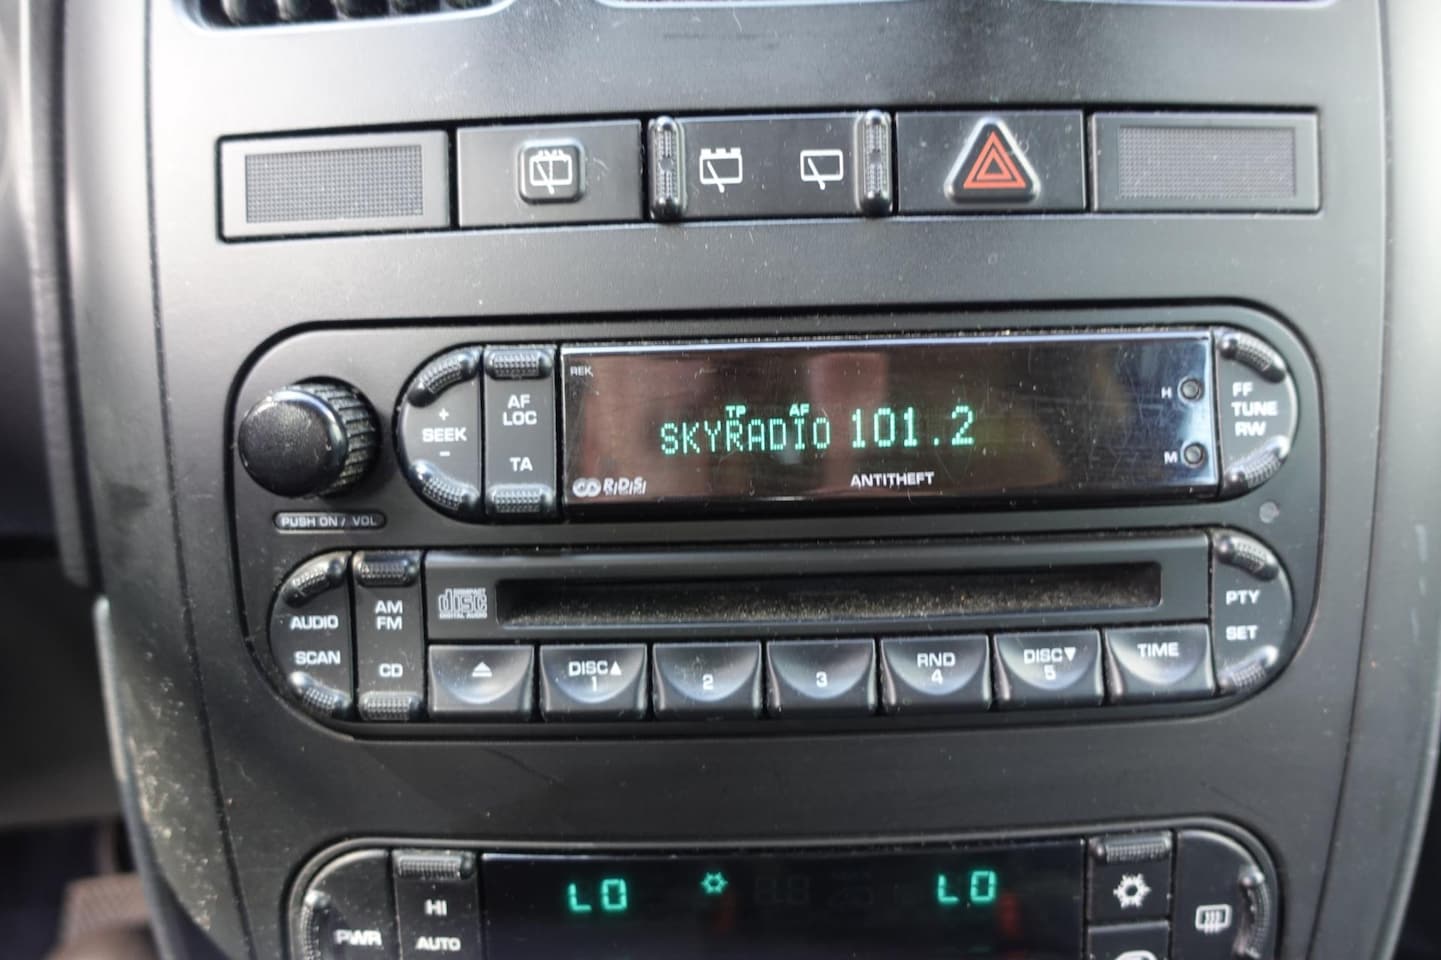 REK
TP AF
SKYRADIO 101.2
RDS
ANTITHEFT
H
M
+
SEEK
-
AF
LOC
TA
FF
TUNE
RW
PUSH ON / VOL
AUDIO
SCAN
AM
FM
CD
COMPACT
disc
DIGITAL AUDIO
DISC▲
1
2
3
RND
4
DISC▼
5
TIME
PTY
SET
PWR
HI
AUTO
LO
LO